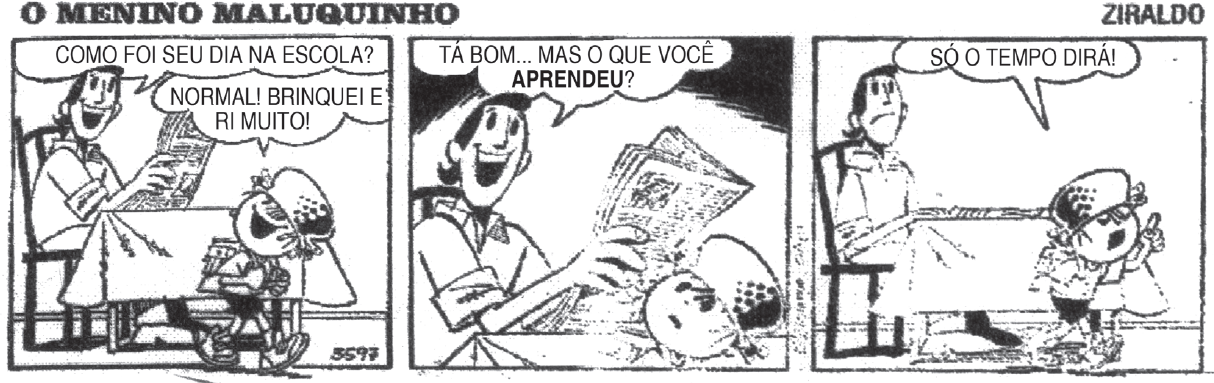 O MENINO MALUQUINHO
ZIRALDO
COMO FOI SEU DIA NA ESCOLA?
NORMAL! BRINQUEI E
RI MUITO!
3597
TÁ BOM... MAS O QUE VOCÊ
APRENDEU?
SÓ O TEMPO DIRÁ!